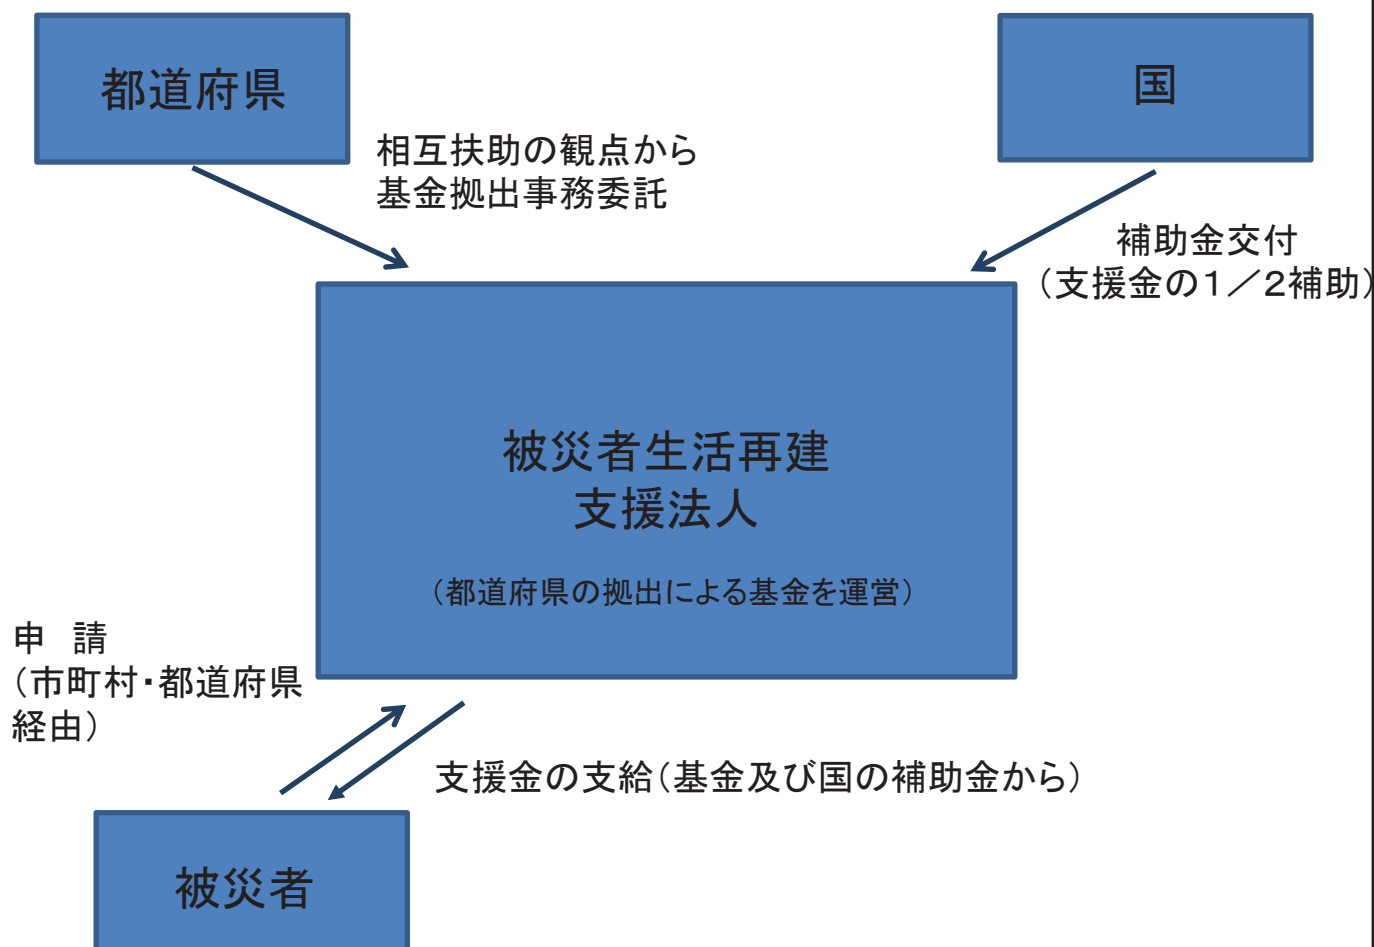 都道府県
国
相互扶助の観点から
基金拠出事務委託
補助金交付
（支援金の１／２補助）
被災者生活再建
支援法人
（都道府県の拠出による基金を運営）
申　請
（市町村・都道府県
経由）
支援金の支給（基金及び国の補助金から）
被災者